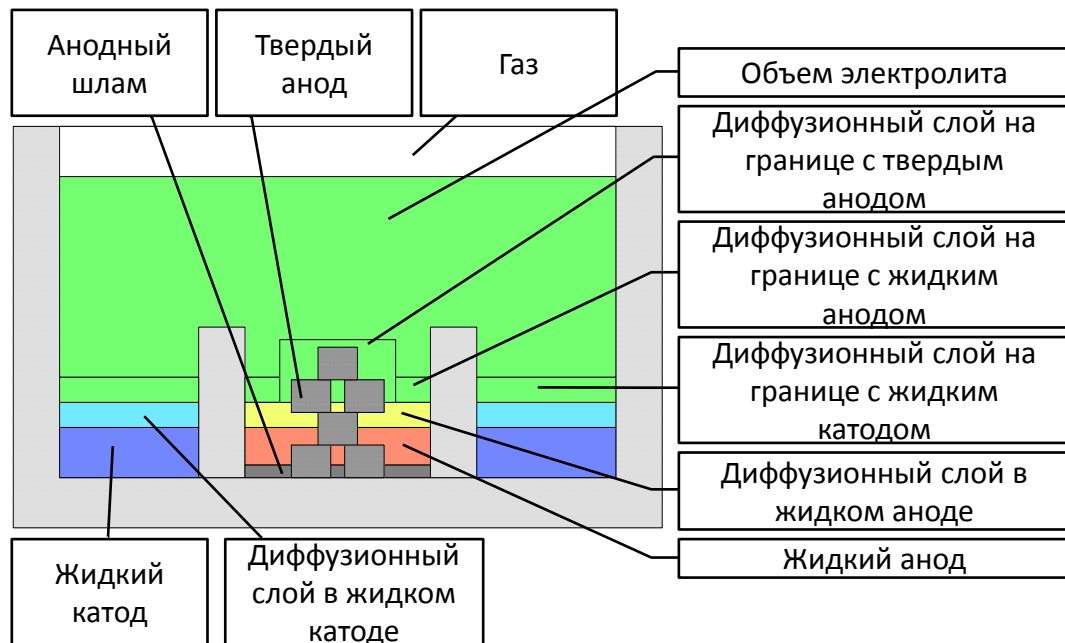 Анодный
шлам
Твердый
анод
Газ
Объем электролита
Диффузионный слой на
границе с твердым
анодом
Диффузионный слой на
границе с жидким
анодом
Диффузионный слой на
границе с жидким
катодом
Диффузионный слой в
жидком аноде
Жидкий анод
Жидкий
катод
Диффузионный
слой в жидком
катоде